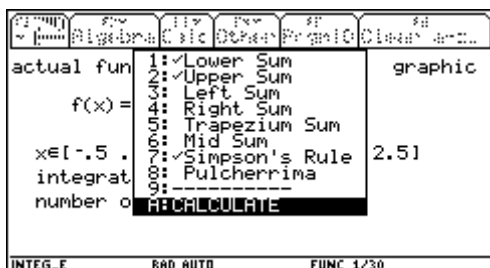 Algebra Calc Other PrgmIO
actual fun graphic
1:✓Lower Sum
2:✓Upper Sum
3: Left Sum
f(x)=
4: Right Sum
5: Trapezium Sum
6: Mid Sum
x∈[-.5 . 2.5]
7:✓Simpson's Rule
integrat
8: Pulcherrima
9:----------
number o
A:CALCULATE
INTEG_E RAD AUTO FUNC 1/30